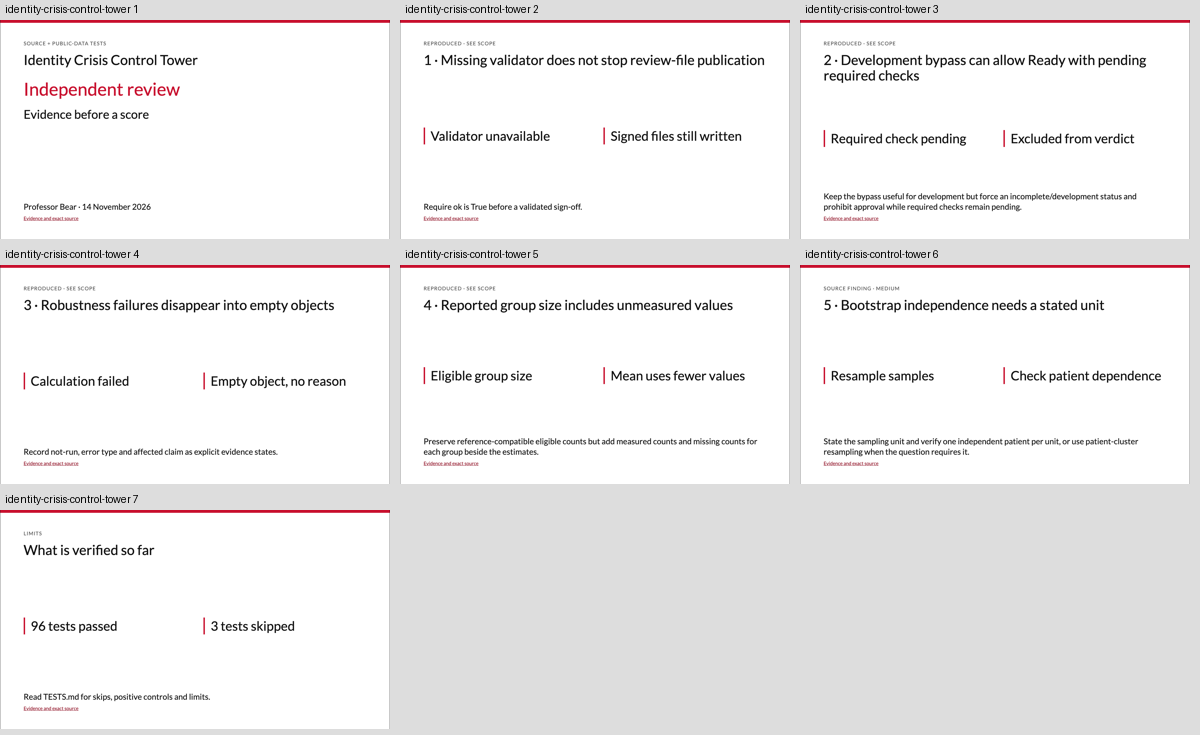 identity-crisis-control-tower 1
SOURCE + PUBLIC-DATA TESTS
Identity Crisis Control Tower
Independent review
Evidence before a score
Professor Bear · 14 November 2026
Evidence and exact source
identity-crisis-control-tower 2
REPRODUCED - SEE SCOPE
1 · Missing validator does not stop review-file publication
Validator unavailable
Signed files still written
Require ok is True before a validated sign-off.
Evidence and exact source
identity-crisis-control-tower 3
REPRODUCED - SEE SCOPE
2 · Development bypass can allow Ready with pending
required checks
Required check pending
Excluded from verdict
Keep the bypass useful for development but force an incomplete/development status and
prohibit approval while required checks remain pending.
Evidence and exact source
identity-crisis-control-tower 4
REPRODUCED - SEE SCOPE
3 · Robustness failures disappear into empty objects
Calculation failed
Empty object, no reason
Record not-run, error type and affected claim as explicit evidence states.
Evidence and exact source
identity-crisis-control-tower 5
REPRODUCED - SEE SCOPE
4 · Reported group size includes unmeasured values
Eligible group size
Mean uses fewer values
Preserve reference-compatible eligible counts but add measured counts and missing counts for
each group beside the estimates.
Evidence and exact source
identity-crisis-control-tower 6
SOURCE FINDING - MEDIUM
5 · Bootstrap independence needs a stated unit
Resample samples
Check patient dependence
State the sampling unit and verify one independent patient per unit, or use patient-cluster
resampling when the question requires it.
Evidence and exact source
identity-crisis-control-tower 7
LIMITS
What is verified so far
96 tests passed
3 tests skipped
Read TESTS.md for skips, positive controls and limits.
Evidence and exact source